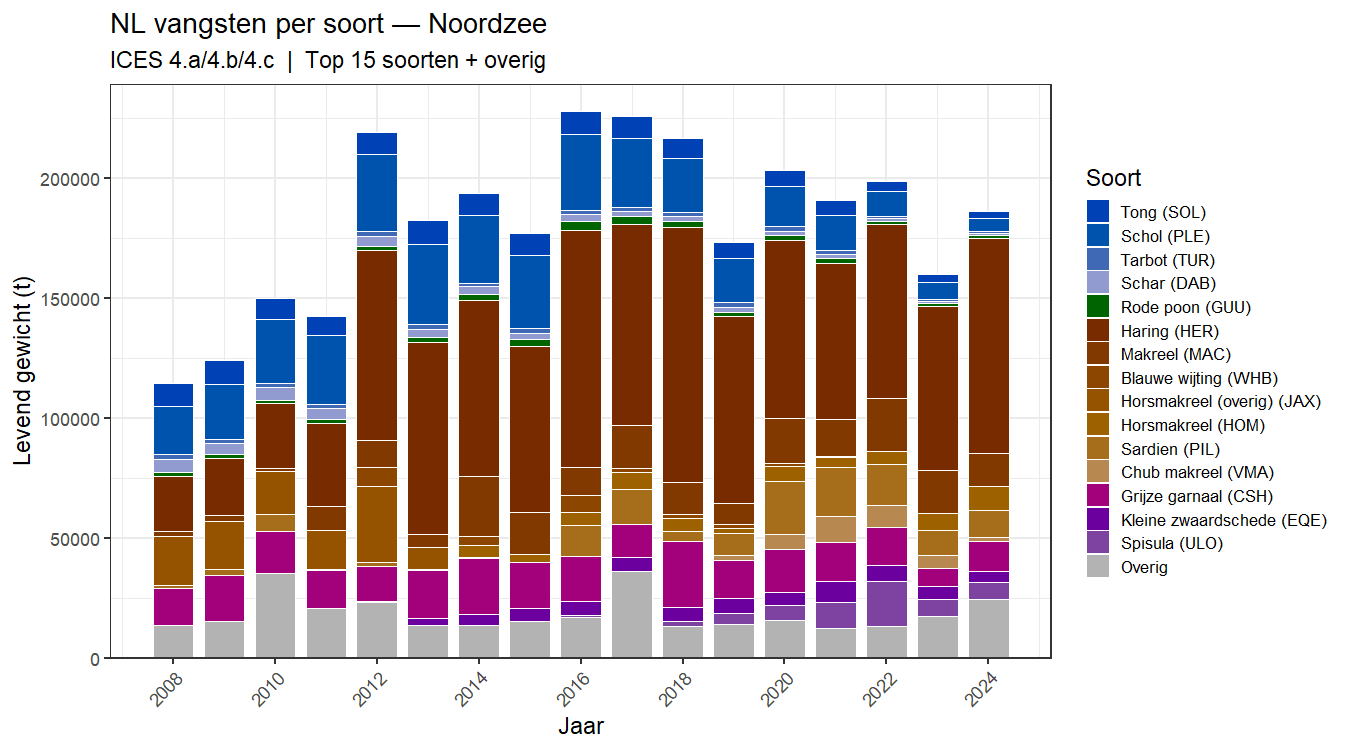 NL vangsten per soort — Noordzee
ICES 4.a/4.b/4.c | Top 15 soorten + overig
Levend gewicht (t)
200000
150000
100000
50000
0
2008
2010
2012
2014
2016
2018
2020
2022
2024
Jaar
Soort
Tong (SOL)
Schol (PLE)
Tarbot (TUR)
Schar (DAB)
Rode poon (GUU)
Haring (HER)
Makreel (MAC)
Blauwe wijting (WHB)
Horsmakreel (overig) (JAX)
Horsmakreel (HOM)
Sardien (PIL)
Chub makreel (VMA)
Grijze garnaal (CSH)
Kleine zwaardschede (EQE)
Spisula (ULO)
Overig